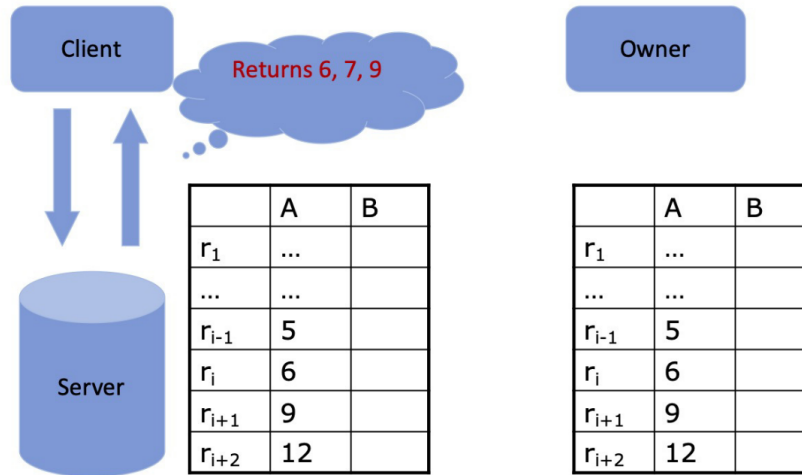 Client
Returns 6, 7, 9
Owner
A B
r₁ ...
... ...
rᵢ₋₁ 5
rᵢ 6
rᵢ₊₁ 9
rᵢ₊₂ 12
Server
A B
r₁ ...
... ...
rᵢ₋₁ 5
rᵢ 6
rᵢ₊₁ 9
rᵢ₊₂ 12